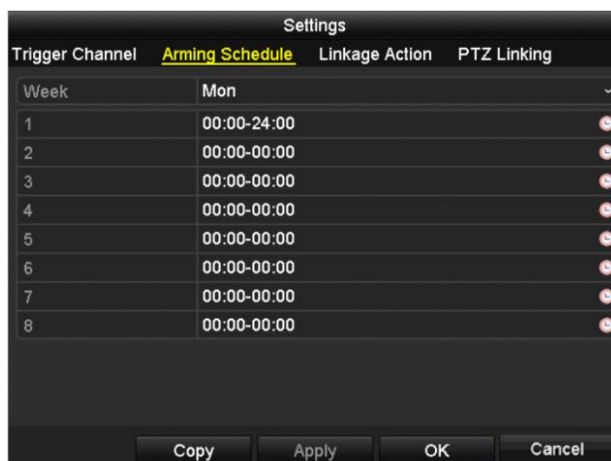 Settings
Trigger Channel Arming Schedule Linkage Action PTZ Linking
Week Mon
1 00:00-24:00
2 00:00-00:00
3 00:00-00:00
4 00:00-00:00
5 00:00-00:00
6 00:00-00:00
7 00:00-00:00
8 00:00-00:00
Copy Apply OK Cancel